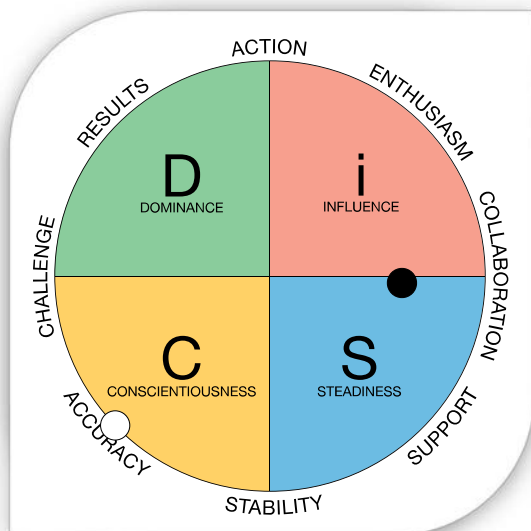 ACTION
RESULTS
ENTHUSIASM
D
DOMINANCE
i
INFLUENCE
CHALLENGE
COLLABORATION
C
CONSCIENTIOUSNESS
S
STEADINESS
ACCURACY
SUPPORT
STABILITY